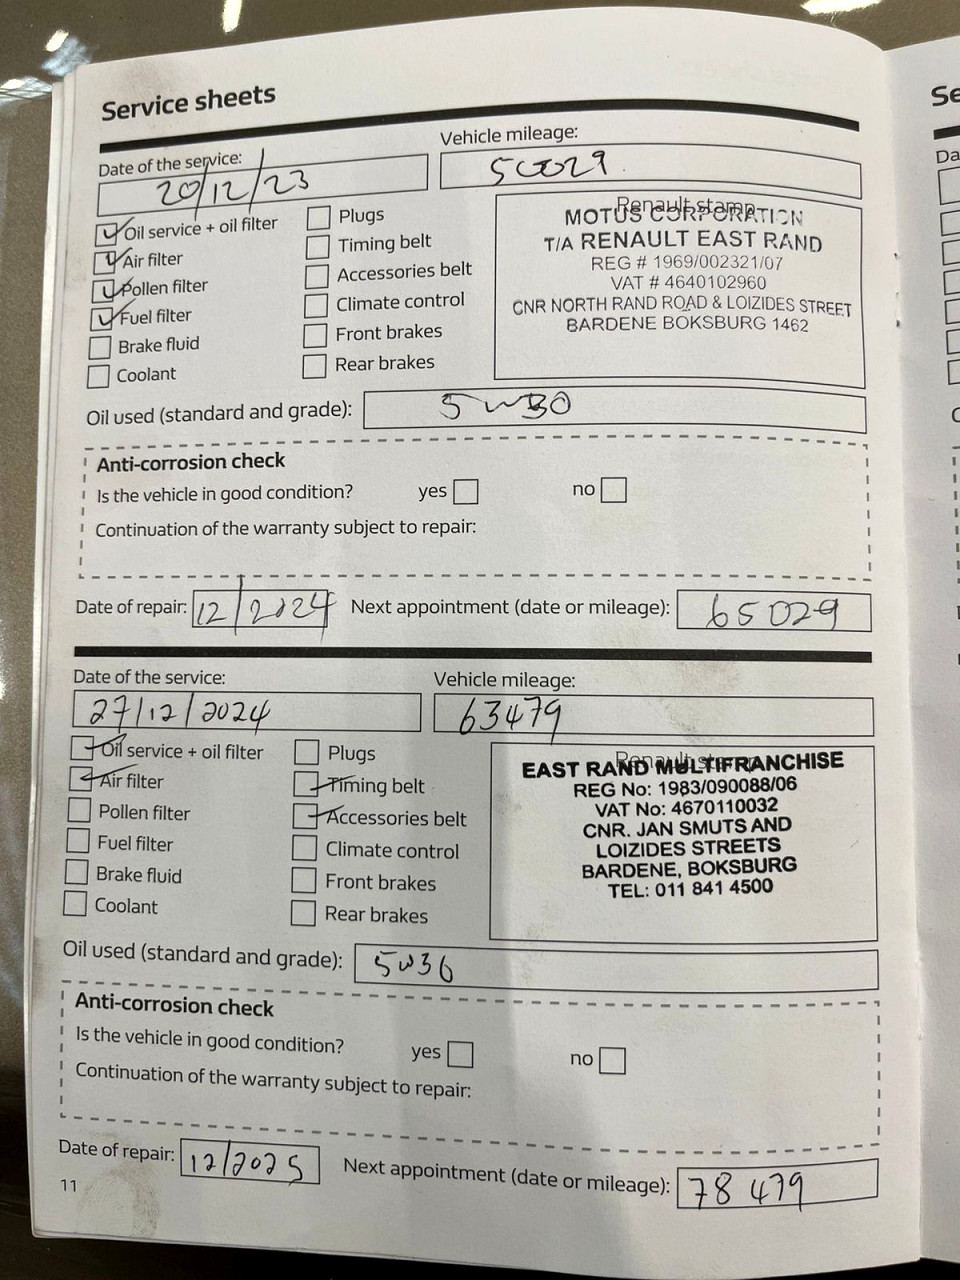 Service sheets
Date of the service:
Vehicle mileage:
20/12/23
50029
Oil service + oil filter
Air filter
Pollen filter
Fuel filter
Brake fluid
Coolant
Plugs
Timing belt
Accessories belt
Climate control
Front brakes
Rear brakes
Renault stamp
MOTUS CORPORATION
T/A RENAULT EAST RAND
REG # 1969/002321/07
VAT # 4640102960
CNR NORTH RAND ROAD & LOIZIDES STREET
BARDENE BOKSBURG 1462
Oil used (standard and grade): 5W30
Anti-corrosion check
Is the vehicle in good condition? yes no
Continuation of the warranty subject to repair:
Date of repair: 12/2024 Next appointment (date or mileage): 65029
Date of the service:
Vehicle mileage:
27/12/2024
63479
Oil service + oil filter
Air filter
Pollen filter
Fuel filter
Brake fluid
Coolant
Plugs
Timing belt
Accessories belt
Climate control
Front brakes
Rear brakes
Renault stamp
EAST RAND MULTIFRANCHISE
REG No: 1983/090088/06
VAT No: 4670110032
CNR. JAN SMUTS AND
LOIZIDES STREETS
BARDENE, BOKSBURG
TEL: 011 841 4500
Oil used (standard and grade): 5w30
Anti-corrosion check
Is the vehicle in good condition? yes no
Continuation of the warranty subject to repair:
Date of repair: 12/2025 Next appointment (date or mileage): 78 479
11
Se
Da